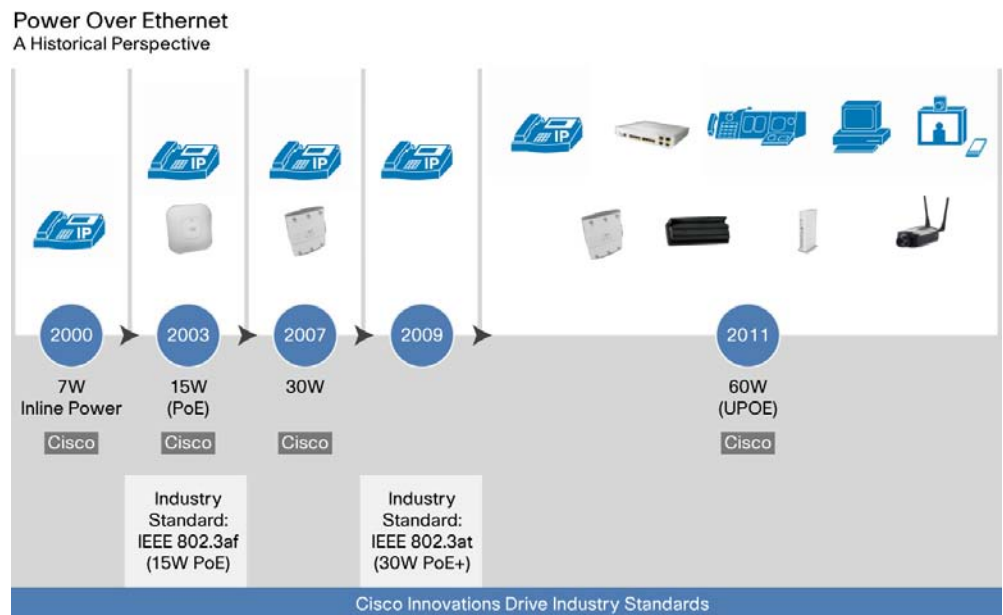 Power Over Ethernet
A Historical Perspective
IP
IP
IP
IP
IP
2000
2003
2007
2009
2011
7W
Inline Power
Cisco
15W
(PoE)
Cisco
30W
Cisco
60W
(UPOE)
Cisco
Industry
Standard:
IEEE 802.3af
(15W PoE)
Industry
Standard:
IEEE 802.3at
(30W PoE+)
Cisco Innovations Drive Industry Standards